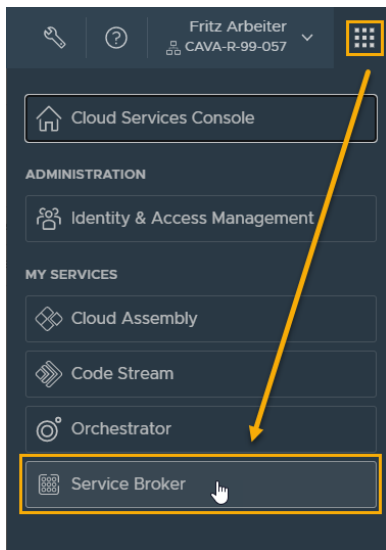 Fritz Arbeiter
CAVA-R-99-057
Cloud Services Console
ADMINISTRATION
Identity & Access Management
MY SERVICES
Cloud Assembly
Code Stream
Orchestrator
Service Broker